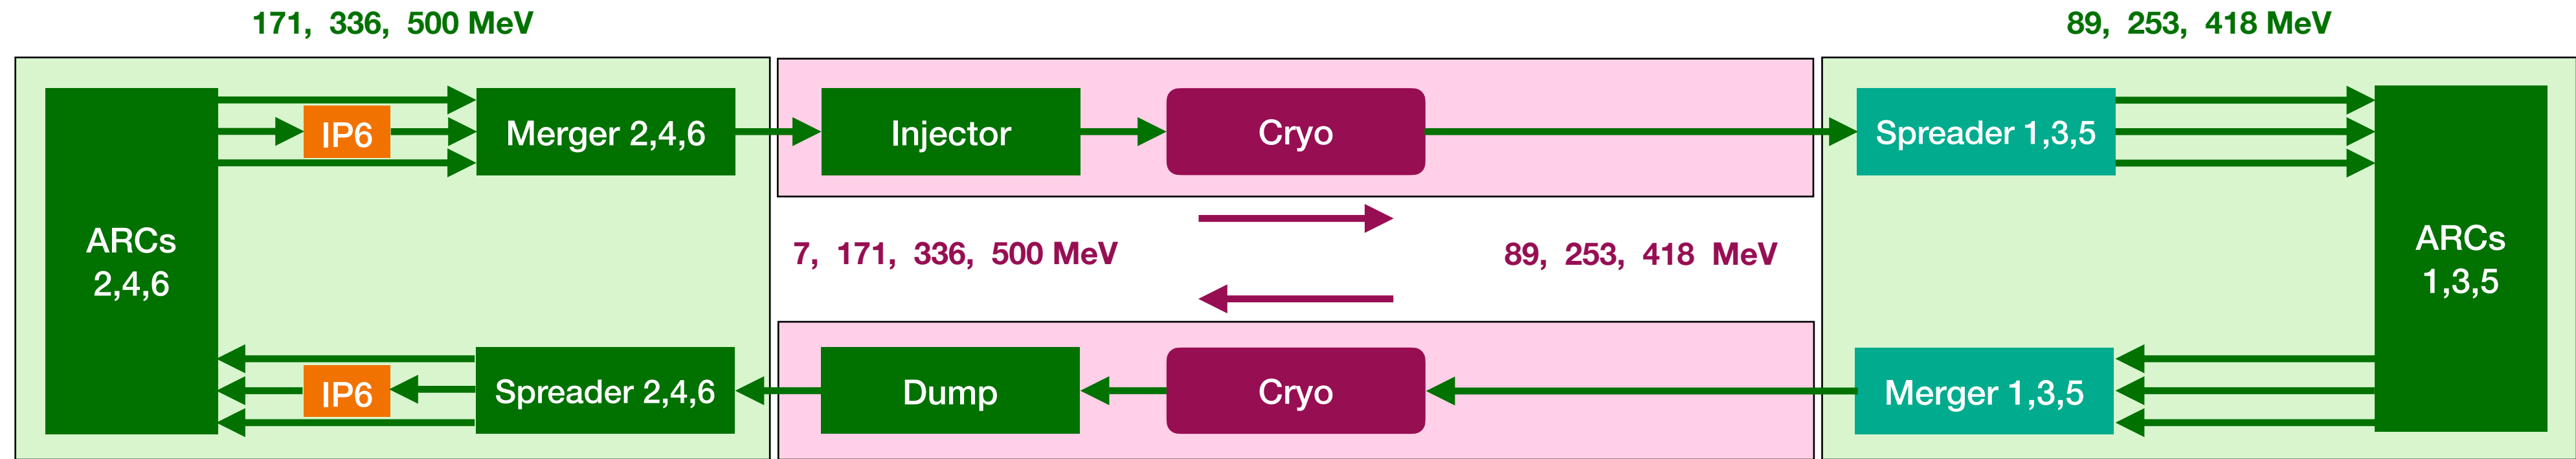 171, 336, 500 MeV
89, 253, 418 MeV
IP6
Merger 2,4,6
Injector
Cryo
Spreader 1,3,5
ARCs
2,4,6
7, 171, 336, 500 MeV
89, 253, 418 MeV
ARCs
1,3,5
IP6
Spreader 2,4,6
Dump
Cryo
Merger 1,3,5